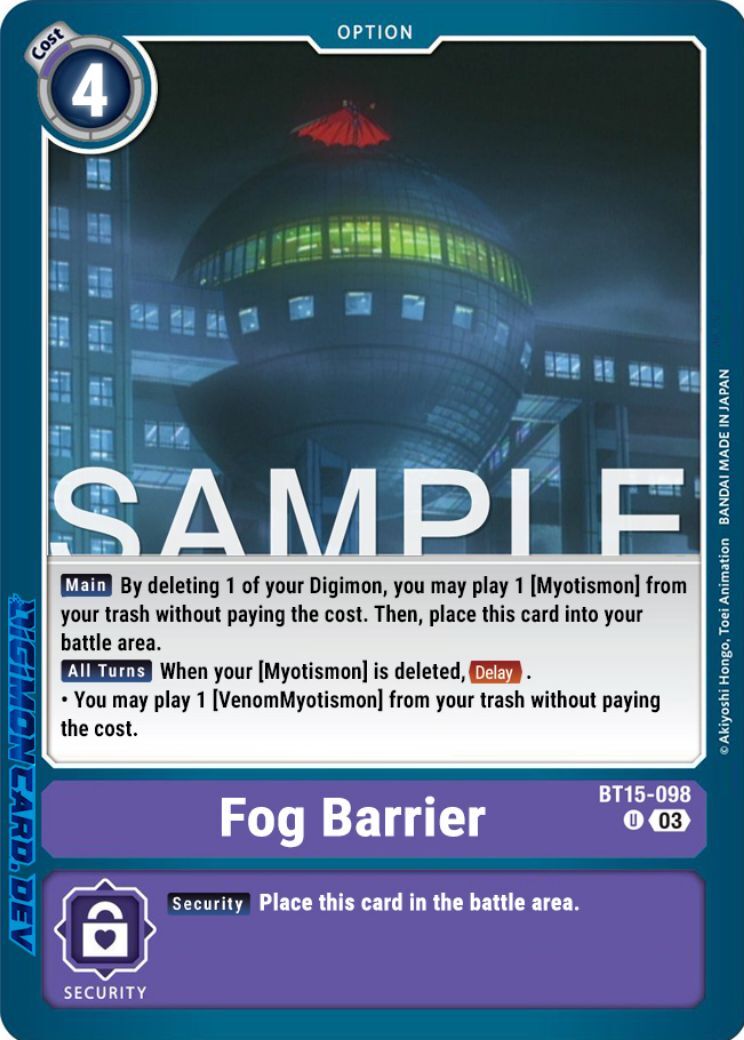 OPTION
Cost
4
SAMPLE
Main By deleting 1 of your Digimon, you may play 1 [Myotismon] from
your trash without paying the cost. Then, place this card into your
battle area.
All Turns When your [Myotismon] is deleted, Delay .
• You may play 1 [VenomMyotismon] from your trash without paying
the cost.
© Akiyoshi Hongo, Toei Animation BANDAI MADE IN JAPAN
DIGIMONCARD.DEV
BT15-098
Fog Barrier
U 03
Security Place this card in the battle area.
SECURITY